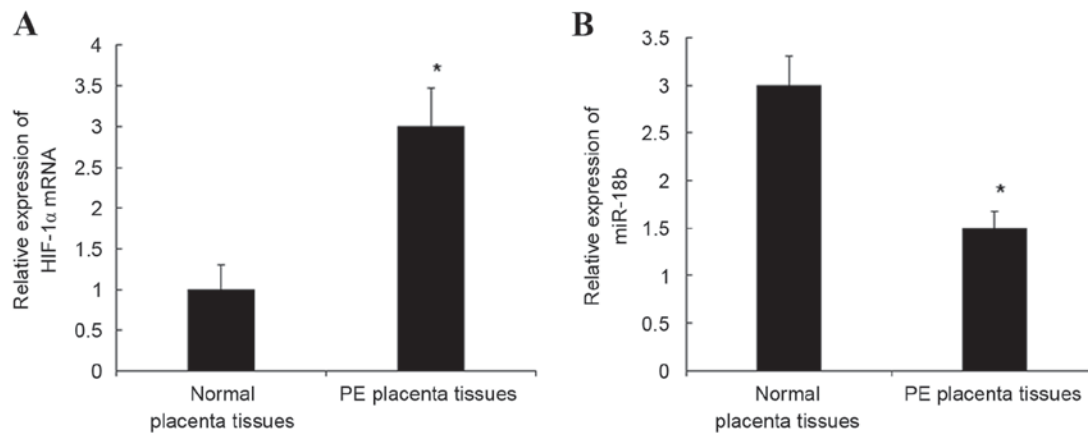 A
Relative expression of
HIF-1α mRNA
4
3.5
3
2.5
2
1.5
1
0.5
0
*
Normal
placenta tissues
PE placenta tissues
B
Relative expression of
miR-18b
3.5
3
2.5
2
1.5
1
0.5
0
*
Normal
placenta tissues
PE placenta tissues